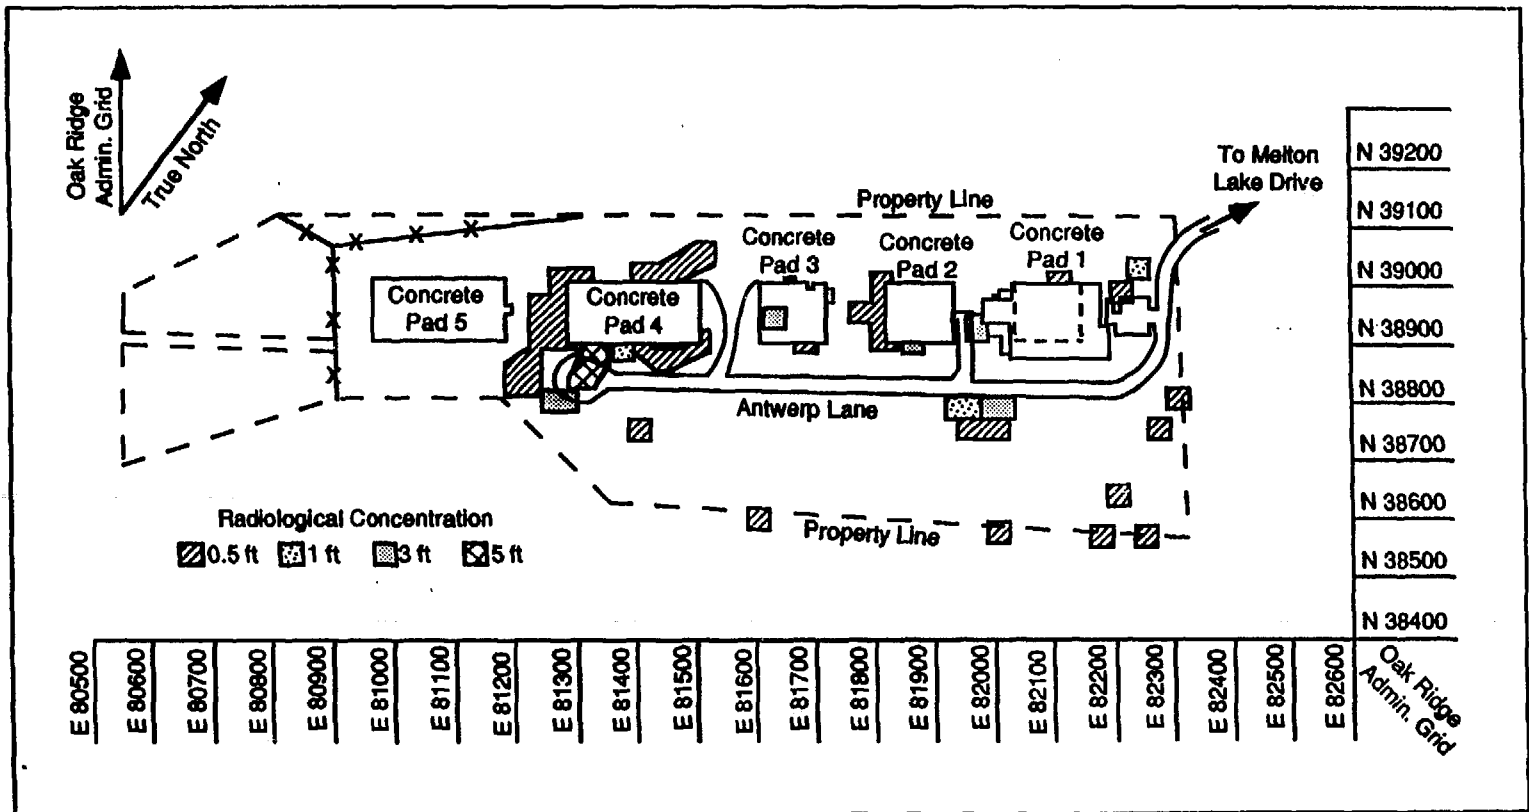 Oak Ridge
Admin. Grid
True North
To Melton
Lake Drive
Property Line
Concrete
Pad 3
Concrete
Pad 2
Concrete
Pad 1
Concrete
Pad 5
Concrete
Pad 4
Antwerp Lane
Property Line
Radiological Concentration
0.5 ft
1 ft
3 ft
5 ft
N 39200
N 39100
N 39000
N 38900
N 38800
N 38700
N 38600
N 38500
N 38400
E 80500
E 80600
E 80700
E 80800
E 80900
E 81000
E 81100
E 81200
E 81300
E 81400
E 81500
E 81600
E 81700
E 81800
E 81900
E 82000
E 82100
E 82200
E 82300
E 82400
E 82500
E 82600
Oak Ridge
Admin. Grid